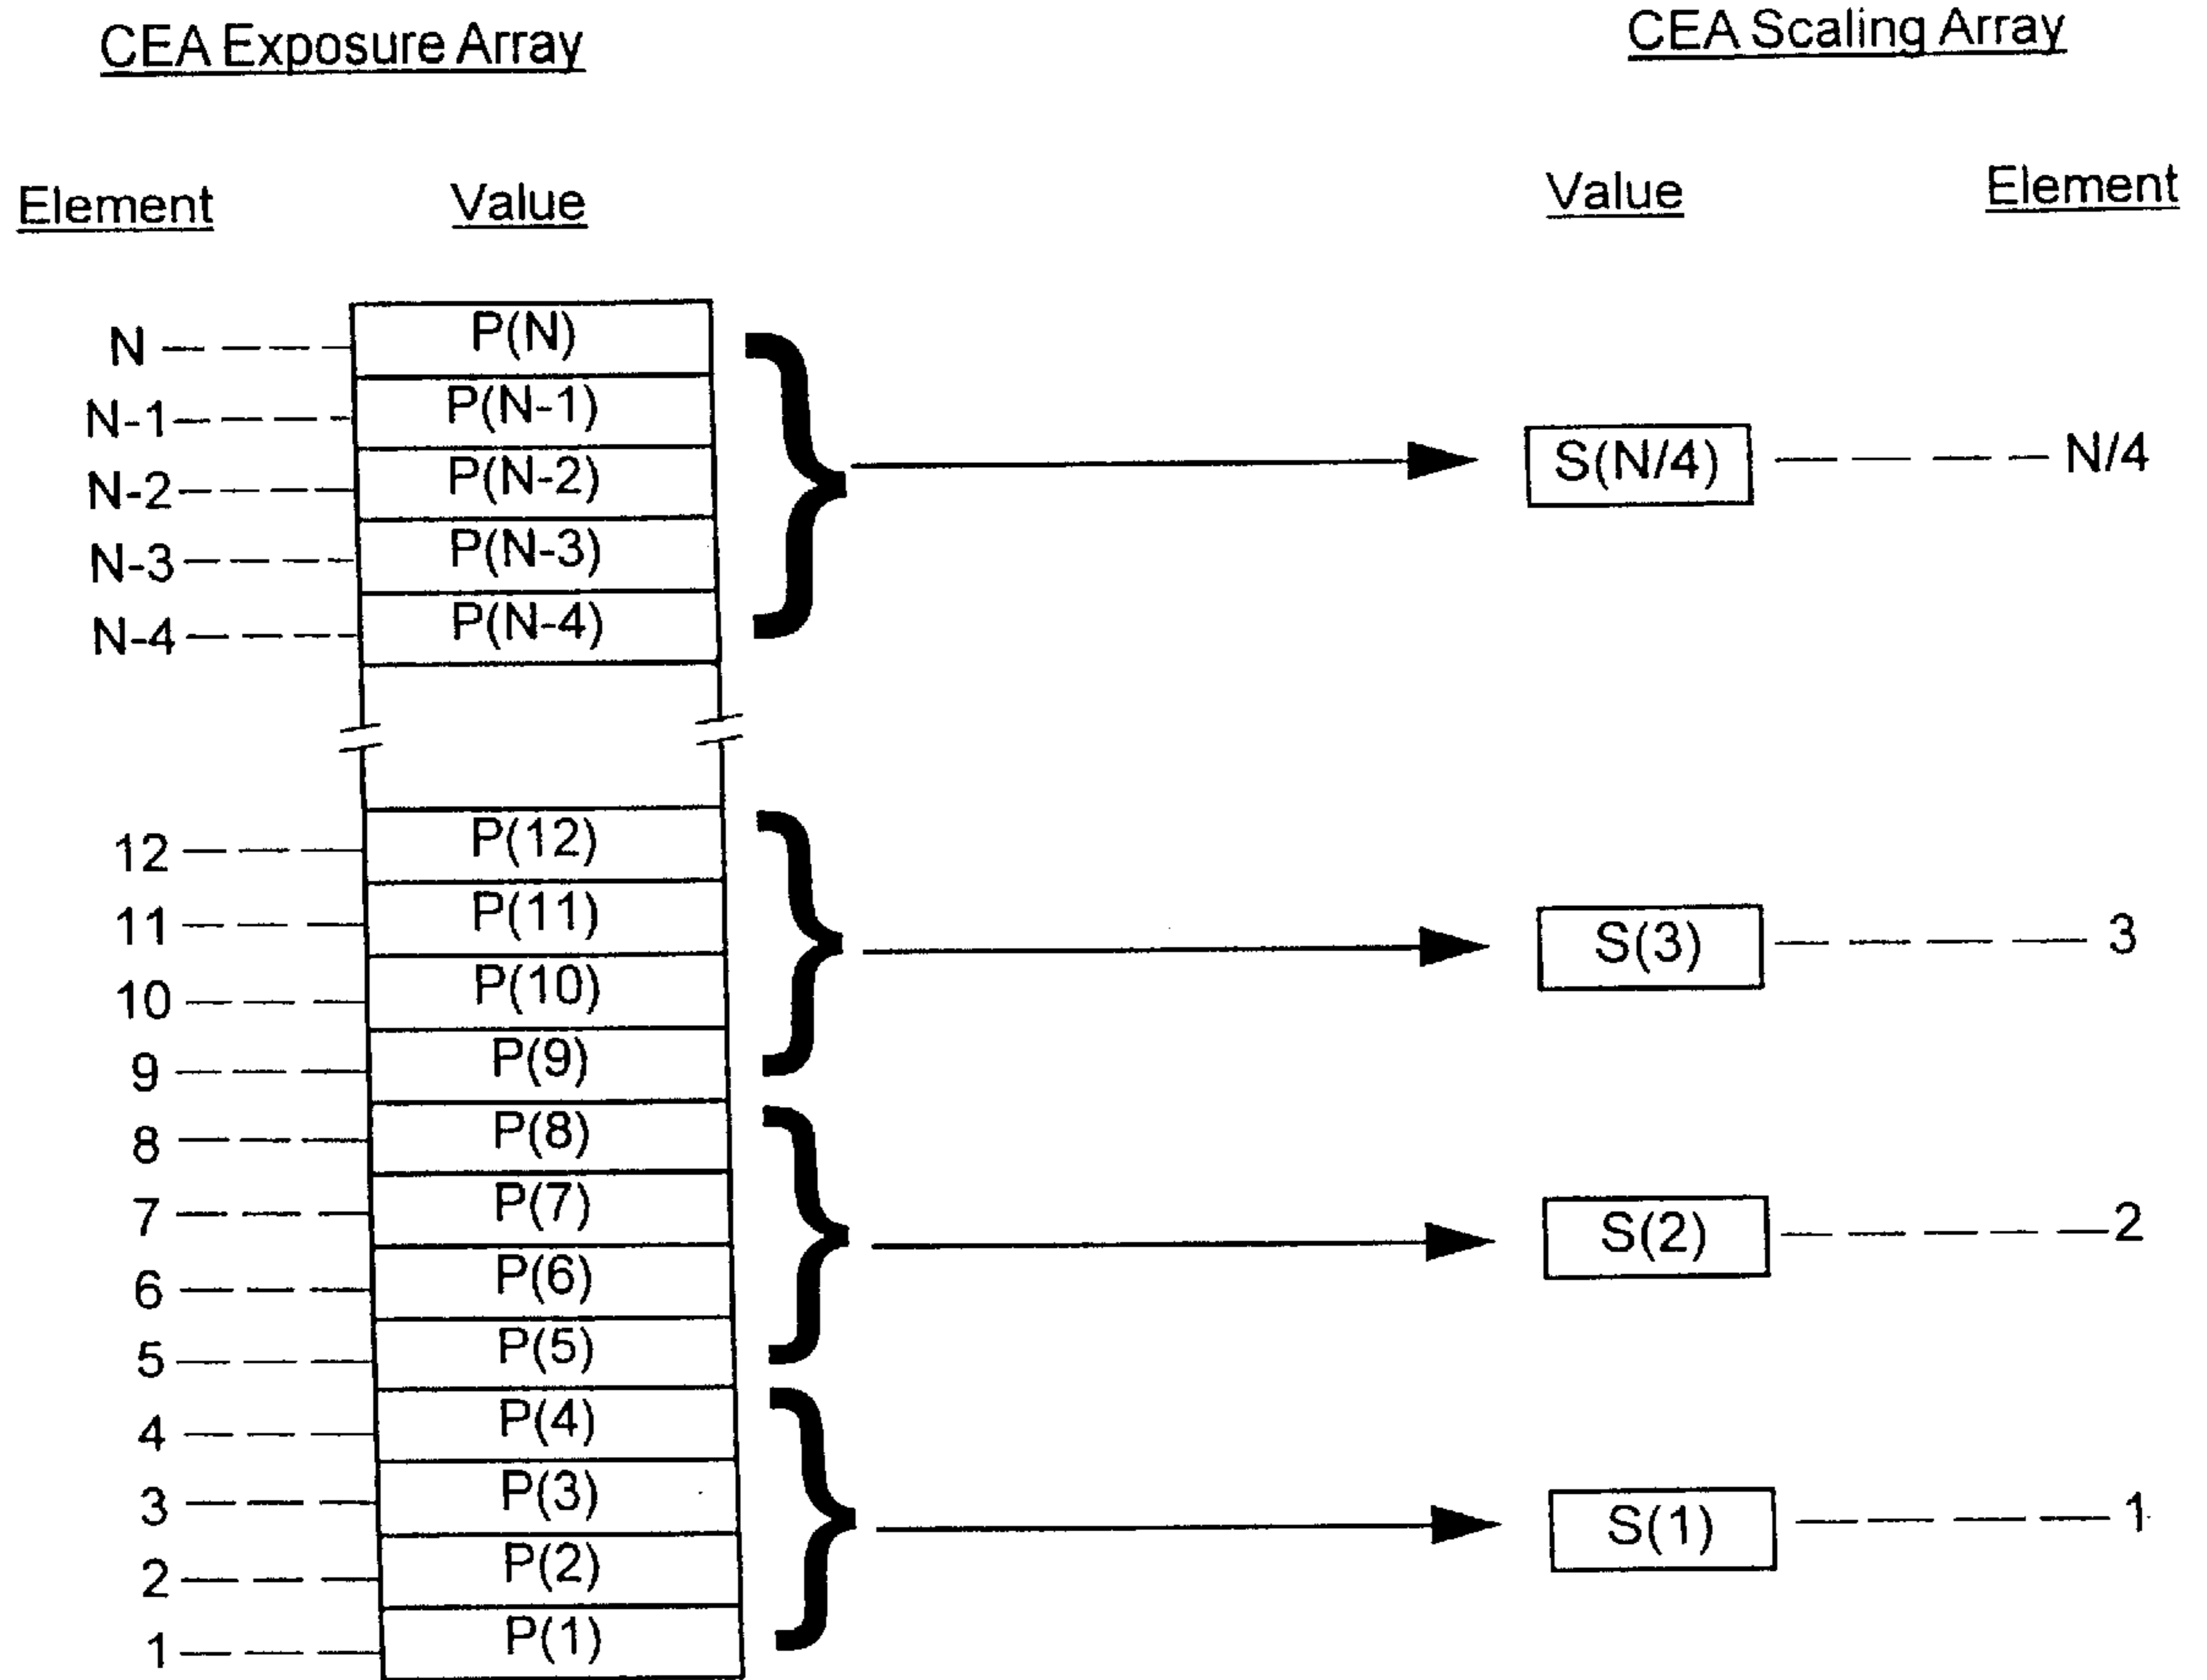 CEA Exposure Array CEA Scaling Array
Element Value Value Element
N P(N)
N-1 P(N-1)
S(N/4) N/4
N-2 P(N-2)
N-3 P(N-3)
N-4 P(N-4)
12 P(12)
11 P(11)
S(3) 3
10 P(10)
9 P(9)
8 P(8)
7 P(7)
S(2) 2
6 P(6)
5 P(5)
4 P(4)
3 P(3)
S(1) 1
2 P(2)
1 P(1)